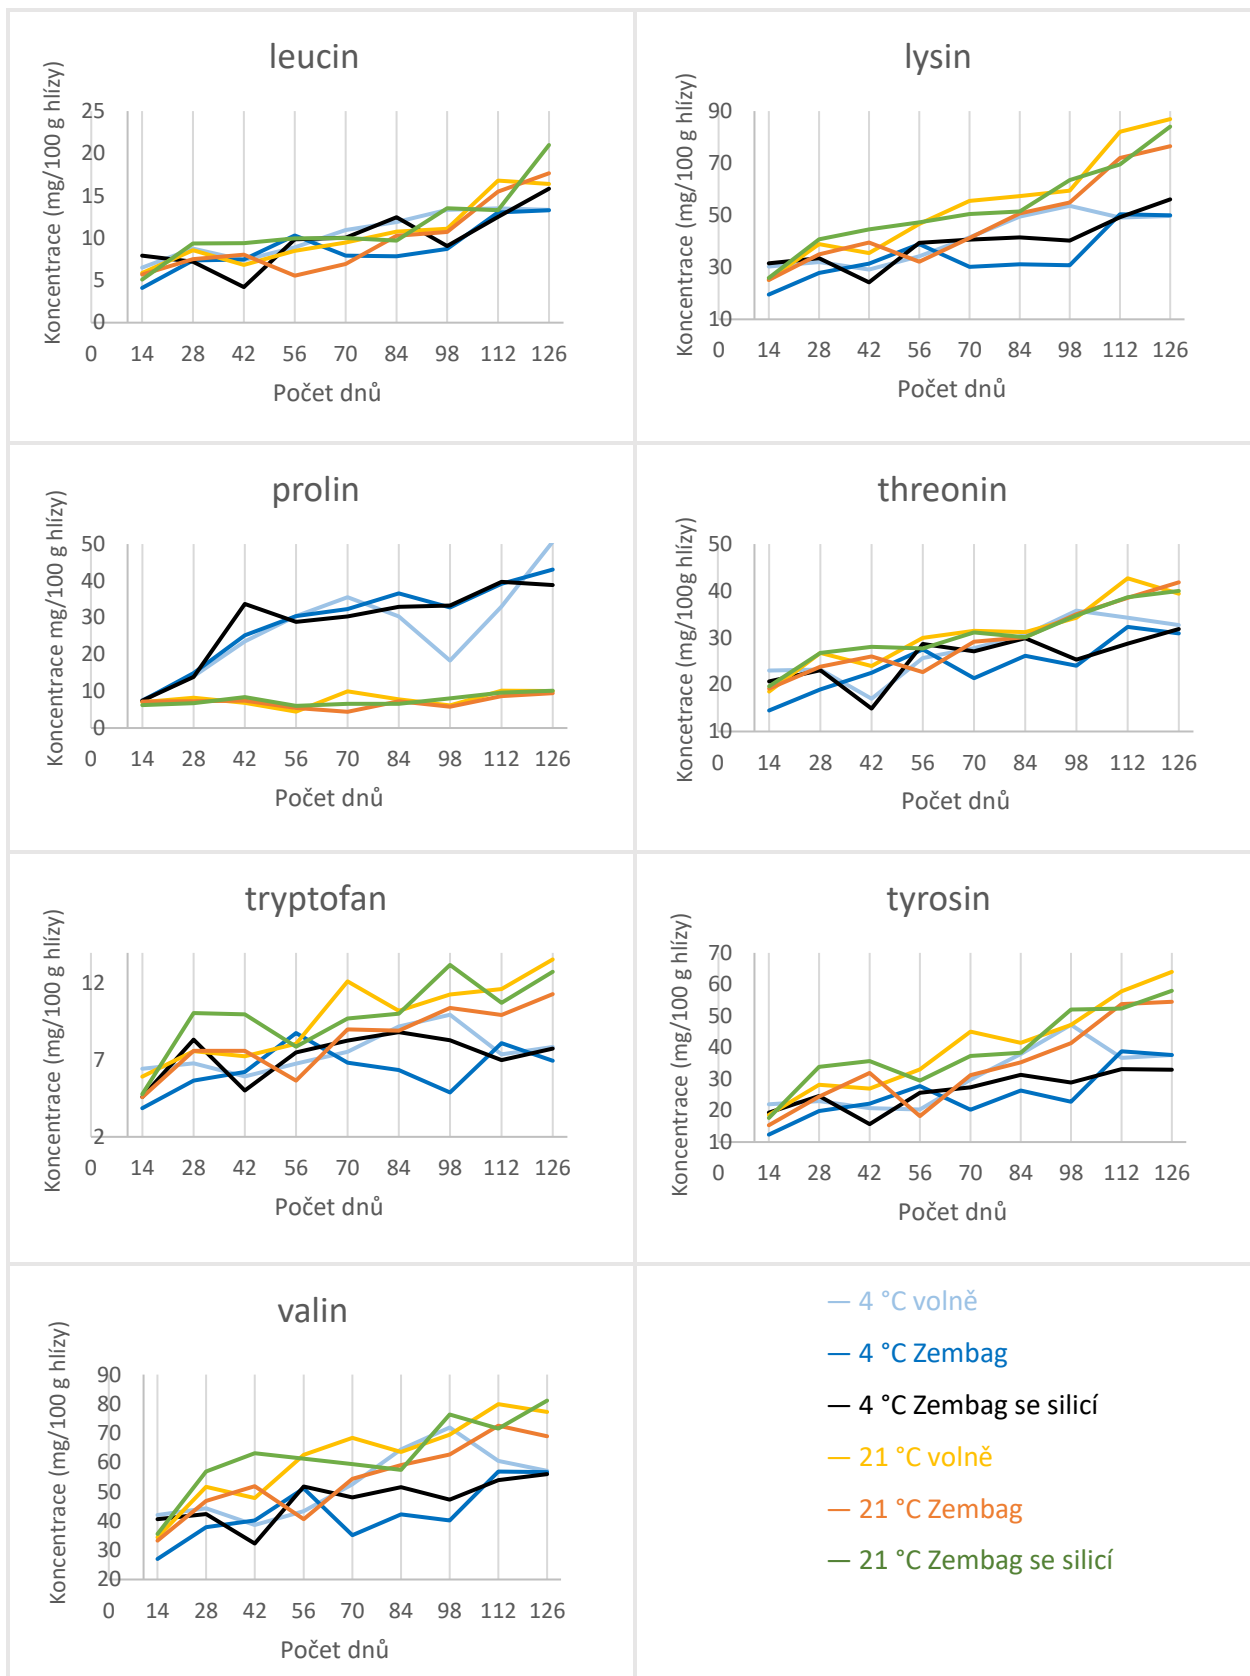 leucin
Koncentrace (mg/100 g hlízy)
25
20
15
10
5
0
0 14 28 42 56 70 84 98 112 126
Počet dnů
lysin
Koncentrace (mg/100 g hlízy)
90
70
50
30
10
0 14 28 42 56 70 84 98 112 126
Počet dnů
prolin
Koncentrace mg/100 g hlízy)
50
40
30
20
10
0
0 14 28 42 56 70 84 98 112 126
Počet dnů
threonin
Koncetrace (mg/100g hlízy)
50
40
30
20
10
0 14 28 42 56 70 84 98 112 126
Počet dnů
tryptofan
Koncentrace (mg/100 g hlízy)
12
7
2
0 14 28 42 56 70 84 98 112 126
Počet dnů
tyrosin
Koncentrace (mg/100 g hlízy)
70
60
50
40
30
20
10
0 14 28 42 56 70 84 98 112 126
Počet dnů
valin
Koncentrace (mg/100 g hlízy)
90
80
70
60
50
40
30
20
0 14 28 42 56 70 84 98 112 126
Počet dnů
— 4 °C volně
— 4 °C Zembag
— 4 °C Zembag se silicí
— 21 °C volně
— 21 °C Zembag
— 21 °C Zembag se silicí